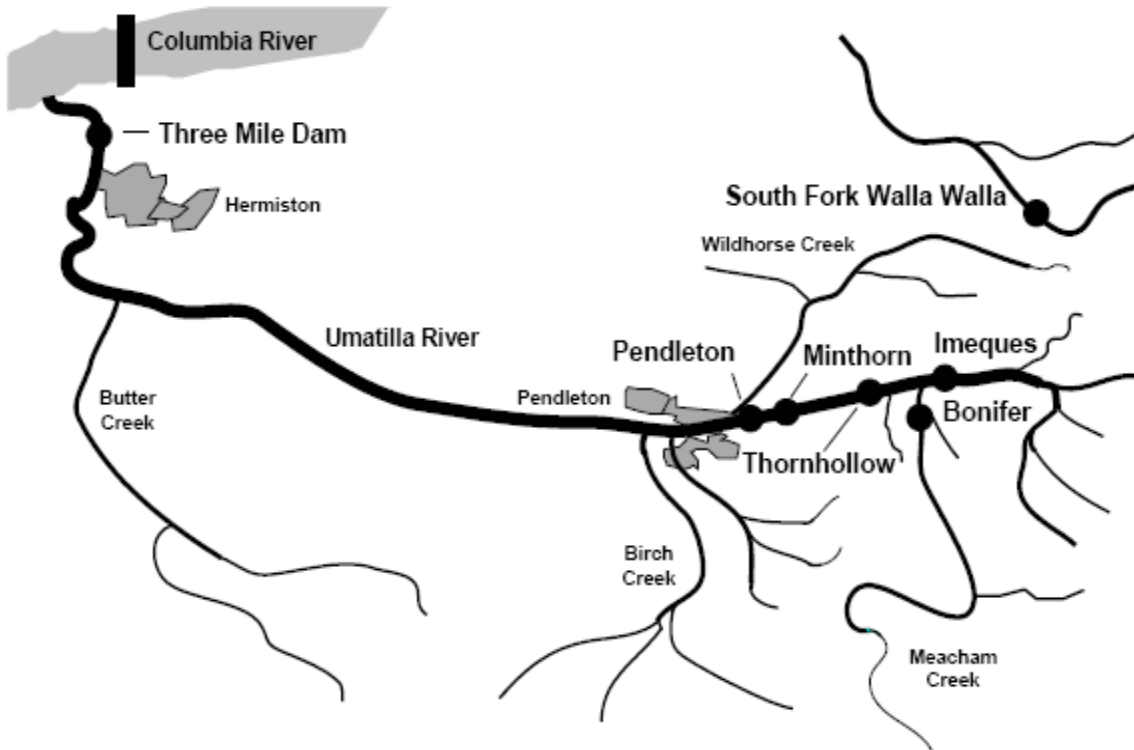 Columbia River
Three Mile Dam
Hermiston
South Fork Walla Walla
Wildhorse Creek
Umatilla River
Pendleton
Minthorn
Imeques
Butter
Creek
Pendleton
Bonifer
Thornhollow
Birch
Creek
Meacham
Creek